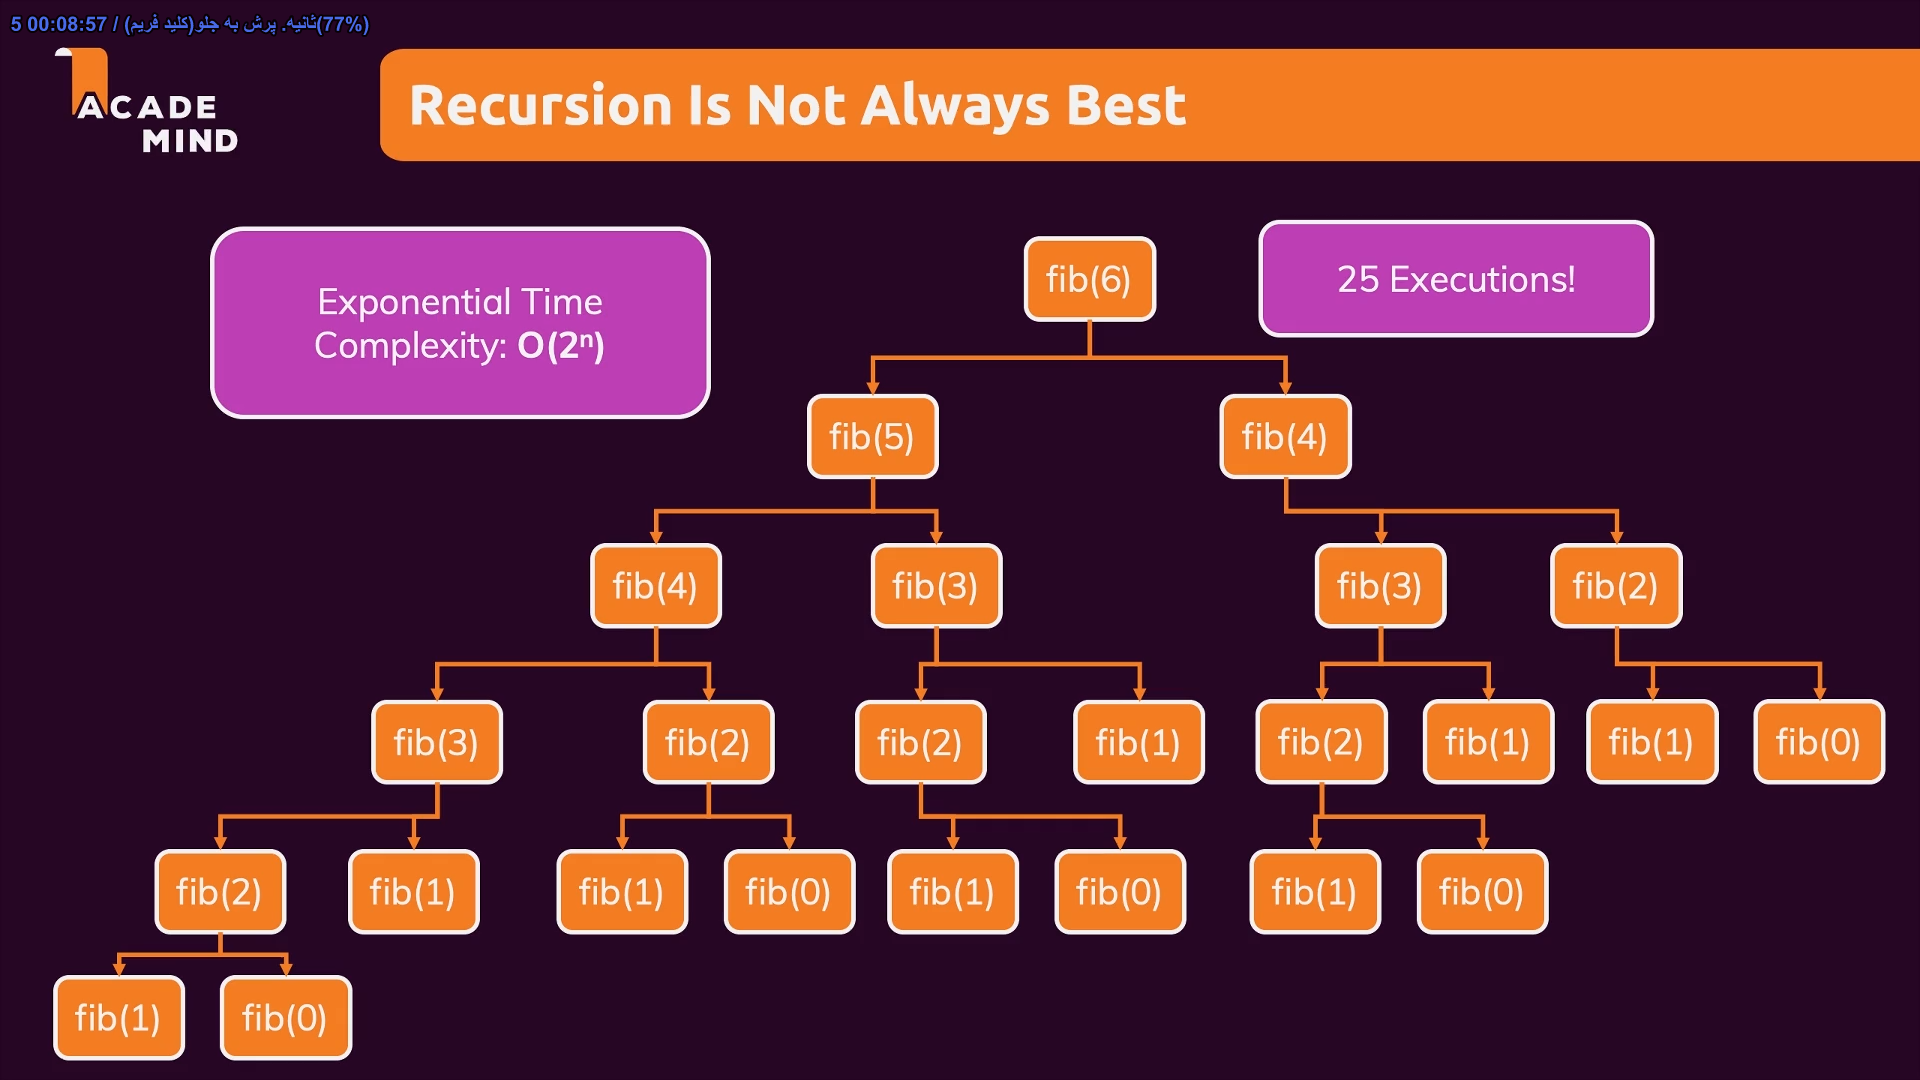 5 00:08:57 / (کلید فریم)ثانیه. پرش به جلو(77%)
ACADE
MIND
Recursion Is Not Always Best
Exponential Time
Complexity: O(2ⁿ)
fib(6)
25 Executions!
fib(5)
fib(4)
fib(4)
fib(3)
fib(3)
fib(2)
fib(3)
fib(2)
fib(2)
fib(1)
fib(2)
fib(1)
fib(1)
fib(0)
fib(2)
fib(1)
fib(1)
fib(0)
fib(1)
fib(0)
fib(1)
fib(0)
fib(1)
fib(0)